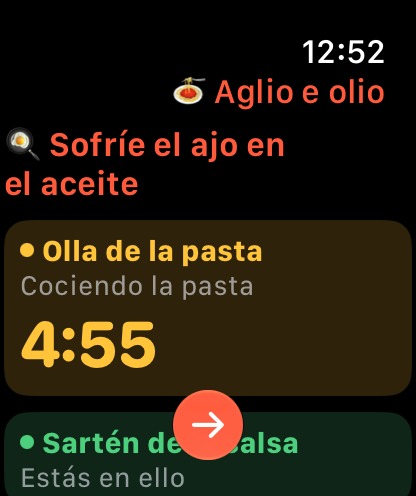 12:52
Aglio e olio
Sofríe el ajo en
el aceite
Olla de la pasta
Cociendo la pasta
4:55
Sartén de salsa
Estás en ello